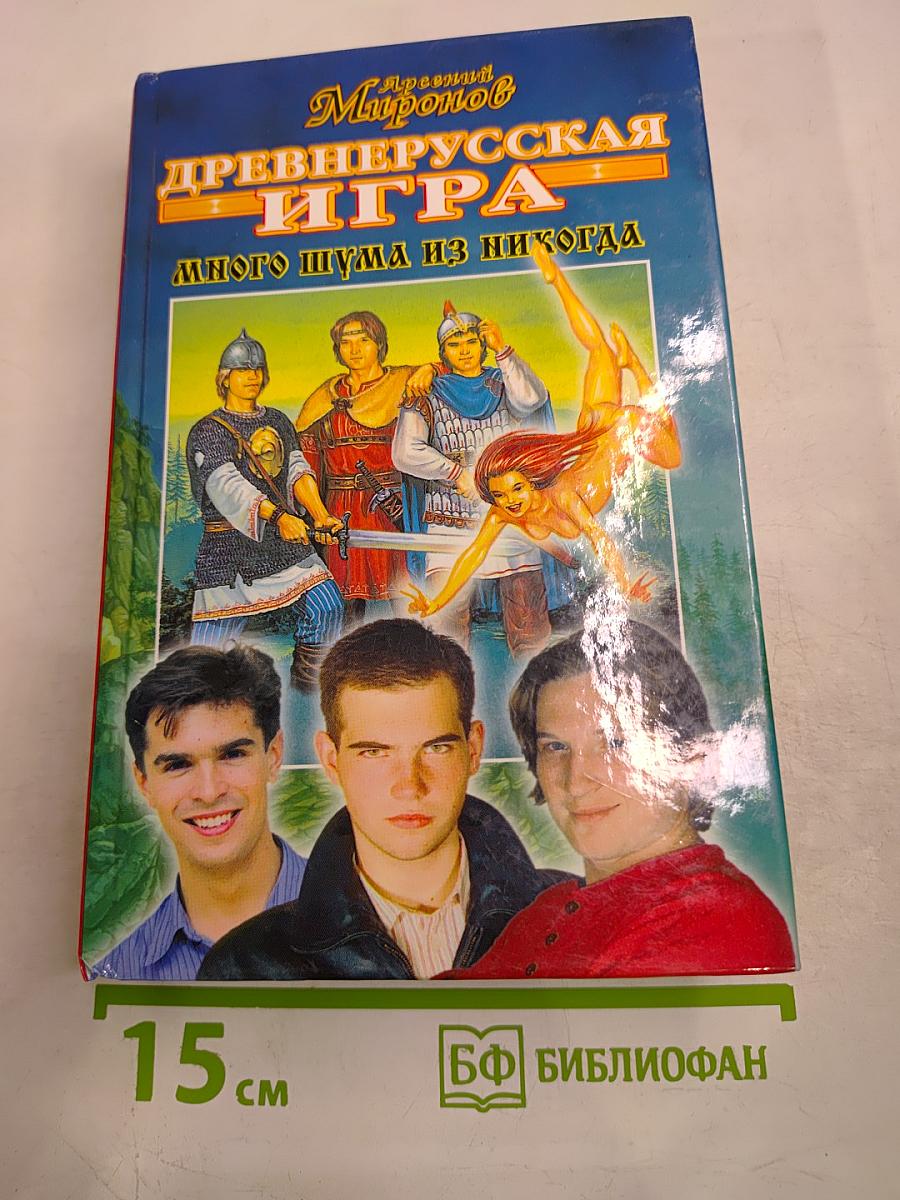 Арсений
Миронов
ДРЕВНЕРУССКАЯ
ИГРА
МНОГО ШУМА ИЗ НИКОГДА
15 см
БФ БИБЛИОФАН